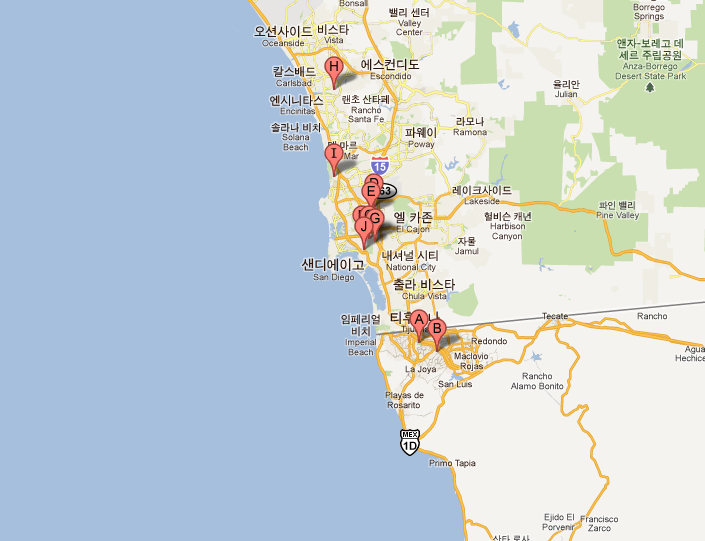 Bonsall
밸리 센터
Valley
Center
Borrego
Springs
오션사이드
Oceanside
비스타
Vista
앤자-보레고 데
세르 주립공원
Anza-Borrego
Desert State Park
H
칼스배드
Carlsbad
에스컨디도
Escondido
율리안
Julian
엔시니타스
Encinitas
랜초 산타페
Rancho
Santa Fe
라모나
Ramona
솔라나 비치
Solana
Beach
파웨이
Poway
I
Mar
15
D
E
63
레이크사이드
Lakeside
파인 밸리
Pine Valley
G
J
엘 카존
El Cajon
헐비슨 캐년
Harbison
Canyon
자물
Jamul
샌디에이고
San Diego
내셔널 시티
National City
출라 비스타
Chula Vista
임페리얼
비치
Imperial
Beach
A
B
Tecate
Rancho
Redondo
Maclovio
Rojas
Agua
Hechice
La Joya
San Luis
Rancho
Alamo Bonito
Playas de
Rosarito
MEX
1D
Primo Tapia
Ejido El
Porvenir
Francisco
Zarco